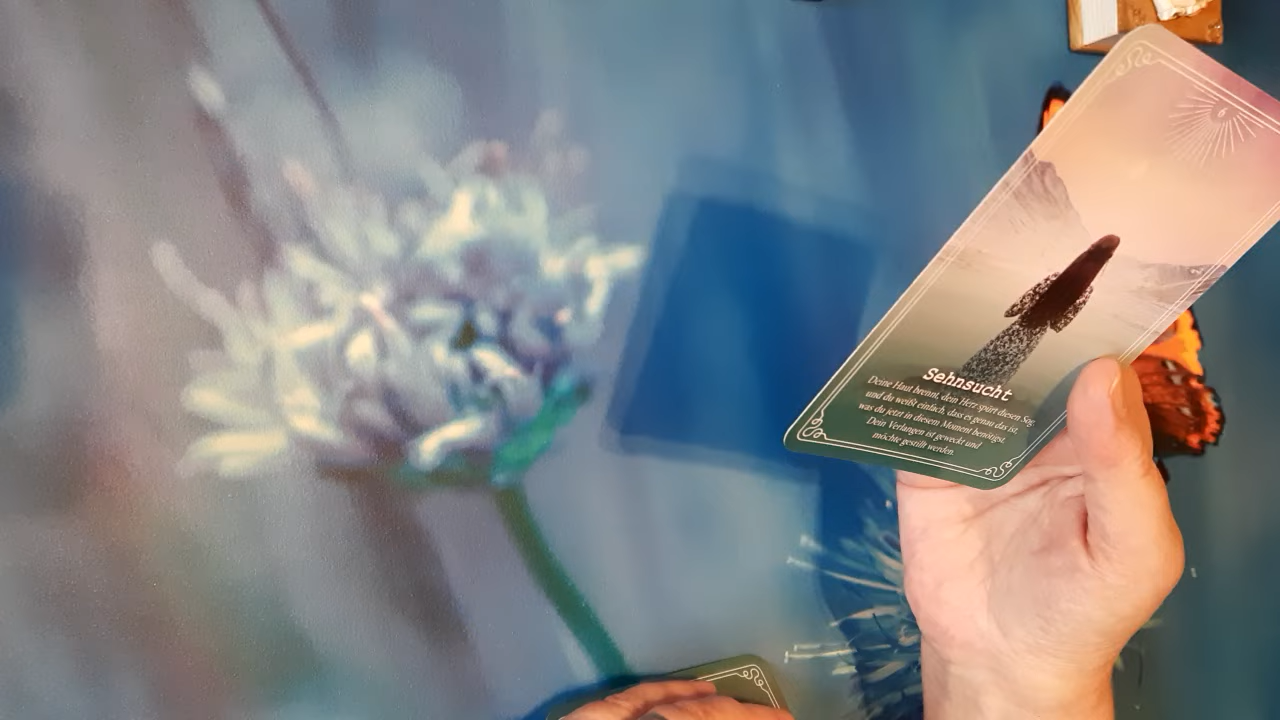 6
Sehnsucht
Deine Haut brennt, dein Herz spürt diesen Sog,
und du weißt einfach, dass es genau das ist,
was du jetzt in diesem Moment benötigst.
Dein Verlangen ist geweckt und
möchte gestillt werden.